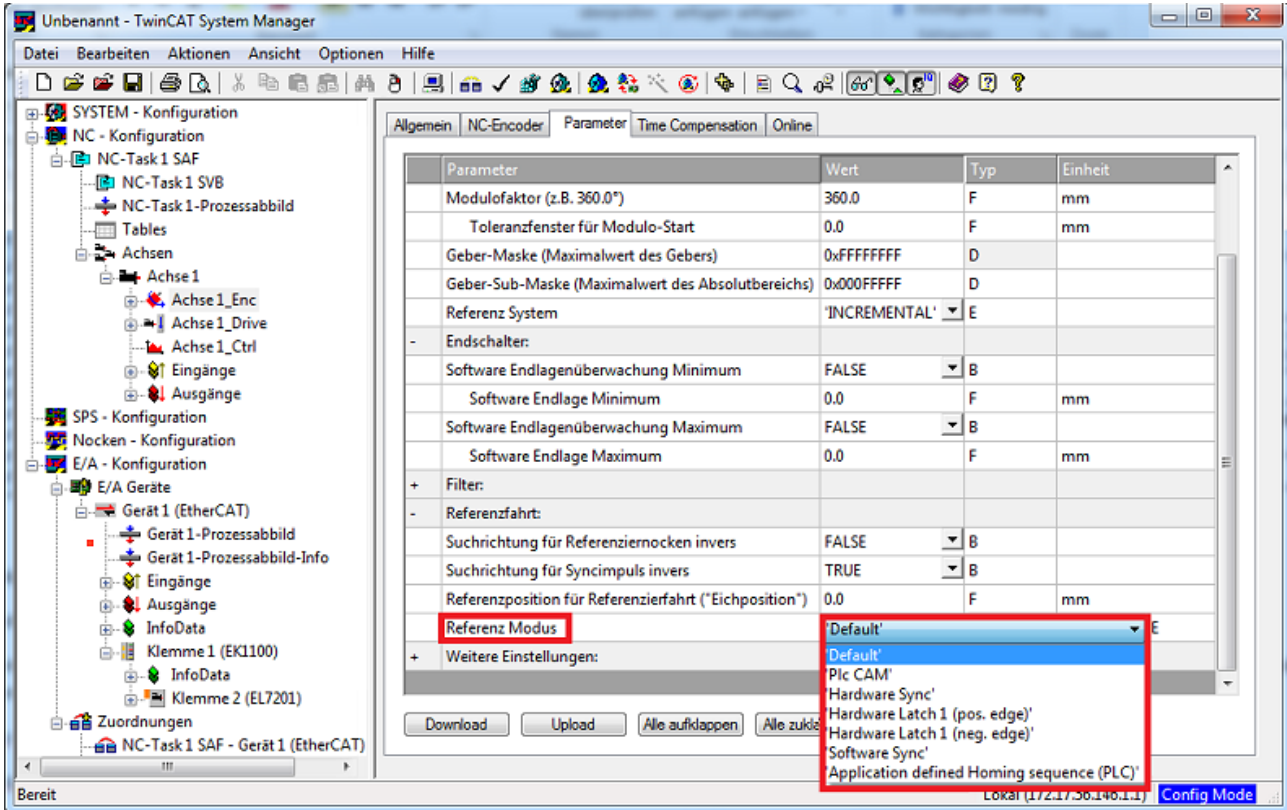 Unbenannt - TwinCAT System Manager
Datei Bearbeiten Aktionen Ansicht Optionen Hilfe
SYSTEM - Konfiguration
NC - Konfiguration
NC-Task 1 SAF
NC-Task 1 SVB
NC-Task 1-Prozessabbild
Tables
Achsen
Achse 1
Achse 1_Enc
Achse 1_Drive
Achse 1_Ctrl
Eingänge
Ausgänge
SPS - Konfiguration
Nocken - Konfiguration
E/A - Konfiguration
E/A Geräte
Gerät 1 (EtherCAT)
Gerät 1-Prozessabbild
Gerät 1-Prozessabbild-Info
Eingänge
Ausgänge
InfoData
Klemme 1 (EK1100)
InfoData
Klemme 2 (EL7201)
Zuordnungen
NC-Task 1 SAF - Gerät 1 (EtherCAT)
Allgemein NC-Encoder Parameter Time Compensation Online
Parameter Wert Typ Einheit
Modulofaktor (z.B. 360.0°) 360.0 F mm
Toleranzfenster für Modulo-Start 0.0 F mm
Geber-Maske (Maximalwert des Gebers) 0xFFFFFFFF D
Geber-Sub-Maske (Maximalwert des Absolutbereichs) 0x000FFFFF D
Referenz System 'INCREMENTAL' E
- Endschalter:
Software Endlagenüberwachung Minimum FALSE B
Software Endlage Minimum 0.0 F mm
Software Endlagenüberwachung Maximum FALSE B
Software Endlage Maximum 0.0 F mm
+ Filter:
- Referenzfahrt:
Suchrichtung für Referenziernocken invers FALSE B
Suchrichtung für Syncimpuls invers TRUE B
Referenzposition für Referenzierfahrt ("Eichposition") 0.0 F mm
Referenz Modus 'Default' E
+ Weitere Einstellungen:
'Default'
'Plc CAM'
'Hardware Sync'
'Hardware Latch 1 (pos. edge)'
'Hardware Latch 1 (neg. edge)'
'Software Sync'
'Application defined Homing sequence (PLC)'
Download Upload Alle aufklappen Alle
Bereit Config Mode